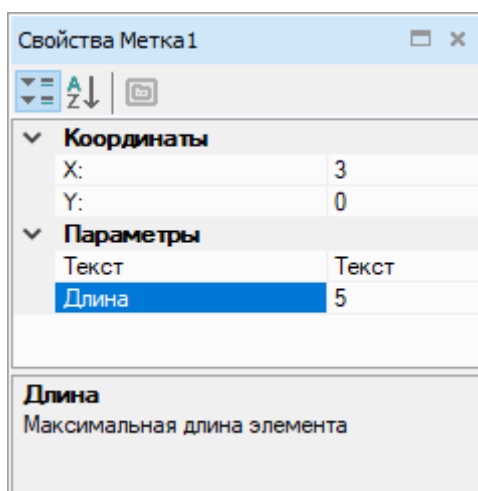 Свойства Метка1
A
Z
Координаты
X: 3
Y: 0
Параметры
Текст Текст
Длина 5
Длина
Максимальная длина элемента